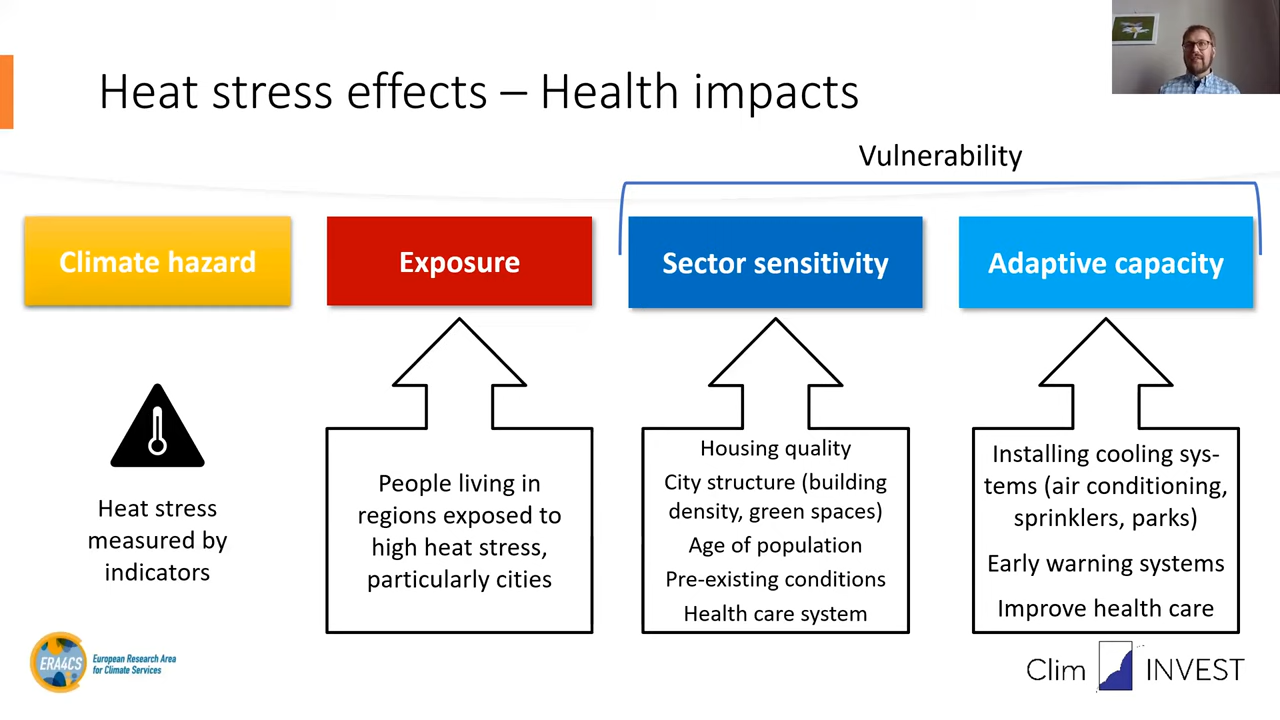 Heat stress effects – Health impacts
Vulnerability
Climate hazard
Exposure
Sector sensitivity
Adaptive capacity
Heat stress
measured by
indicators
People living in
regions exposed to
high heat stress,
particularly cities
Housing quality
City structure (building
density, green spaces)
Age of population
Pre-existing conditions
Health care system
Installing cooling sys-
tems (air conditioning,
sprinklers, parks)
Early warning systems
Improve health care
ERA4CS
European Research Area
for Climate Services
Clim INVEST